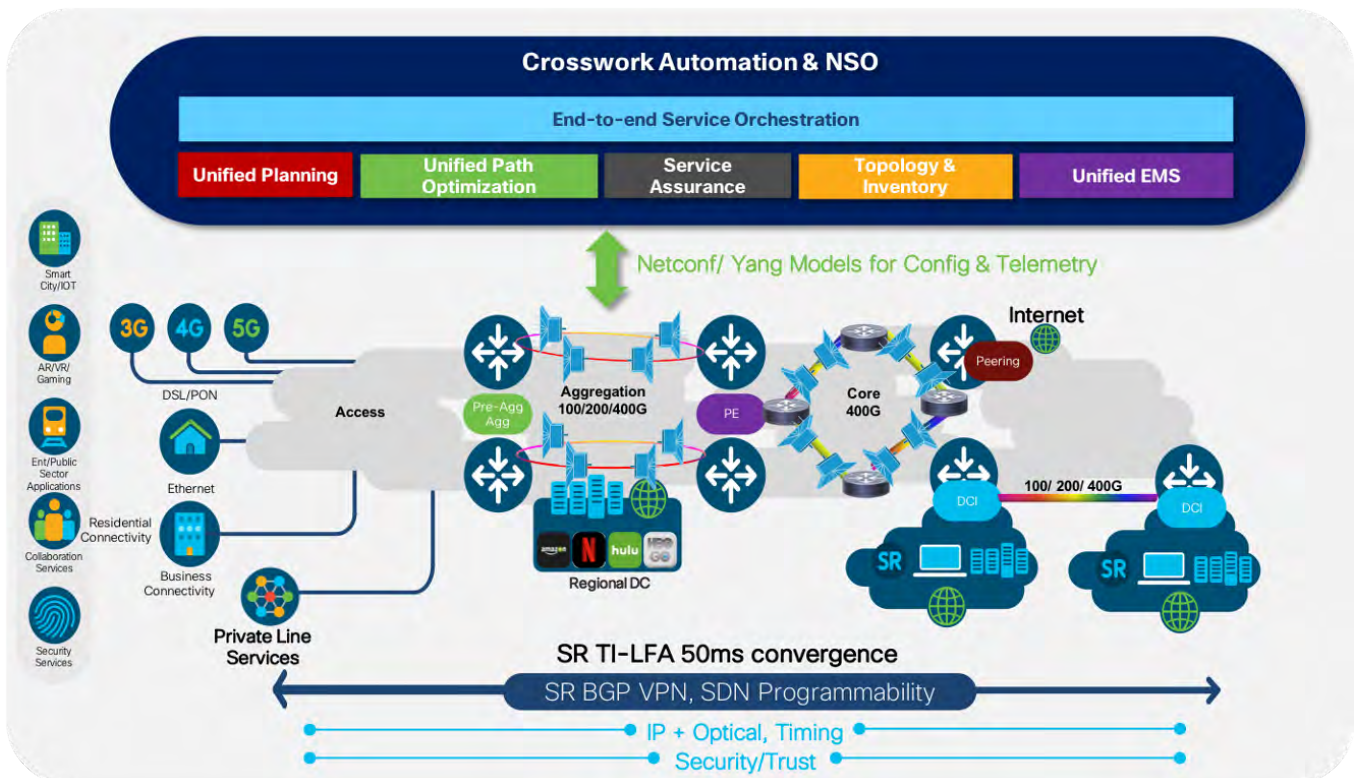 Crosswork Automation & NSO
End-to-end Service Orchestration
Unified Planning
Unified Path
Optimization
Service
Assurance
Topology &
Inventory
Unified EMS
Netconf/ Yang Models for Config & Telemetry
Smart
City/IOT
AR/VR/
Gaming
Ent/Public
Sector
Applications
Collaboration
Services
Security
Services
3G
4G
5G
DSL/PON
Ethernet
Residential
Connectivity
Business
Connectivity
Private Line
Services
Access
Pre-Agg
Agg
Aggregation
100/200/400G
amazon
N
hulu
HBO
GO
Regional DC
PE
Core
400G
Internet
Peering
100/ 200/ 400G
DCI
DCI
SR
SR
SR TI-LFA 50ms convergence
SR BGP VPN, SDN Programmability
IP + Optical, Timing
Security/Trust